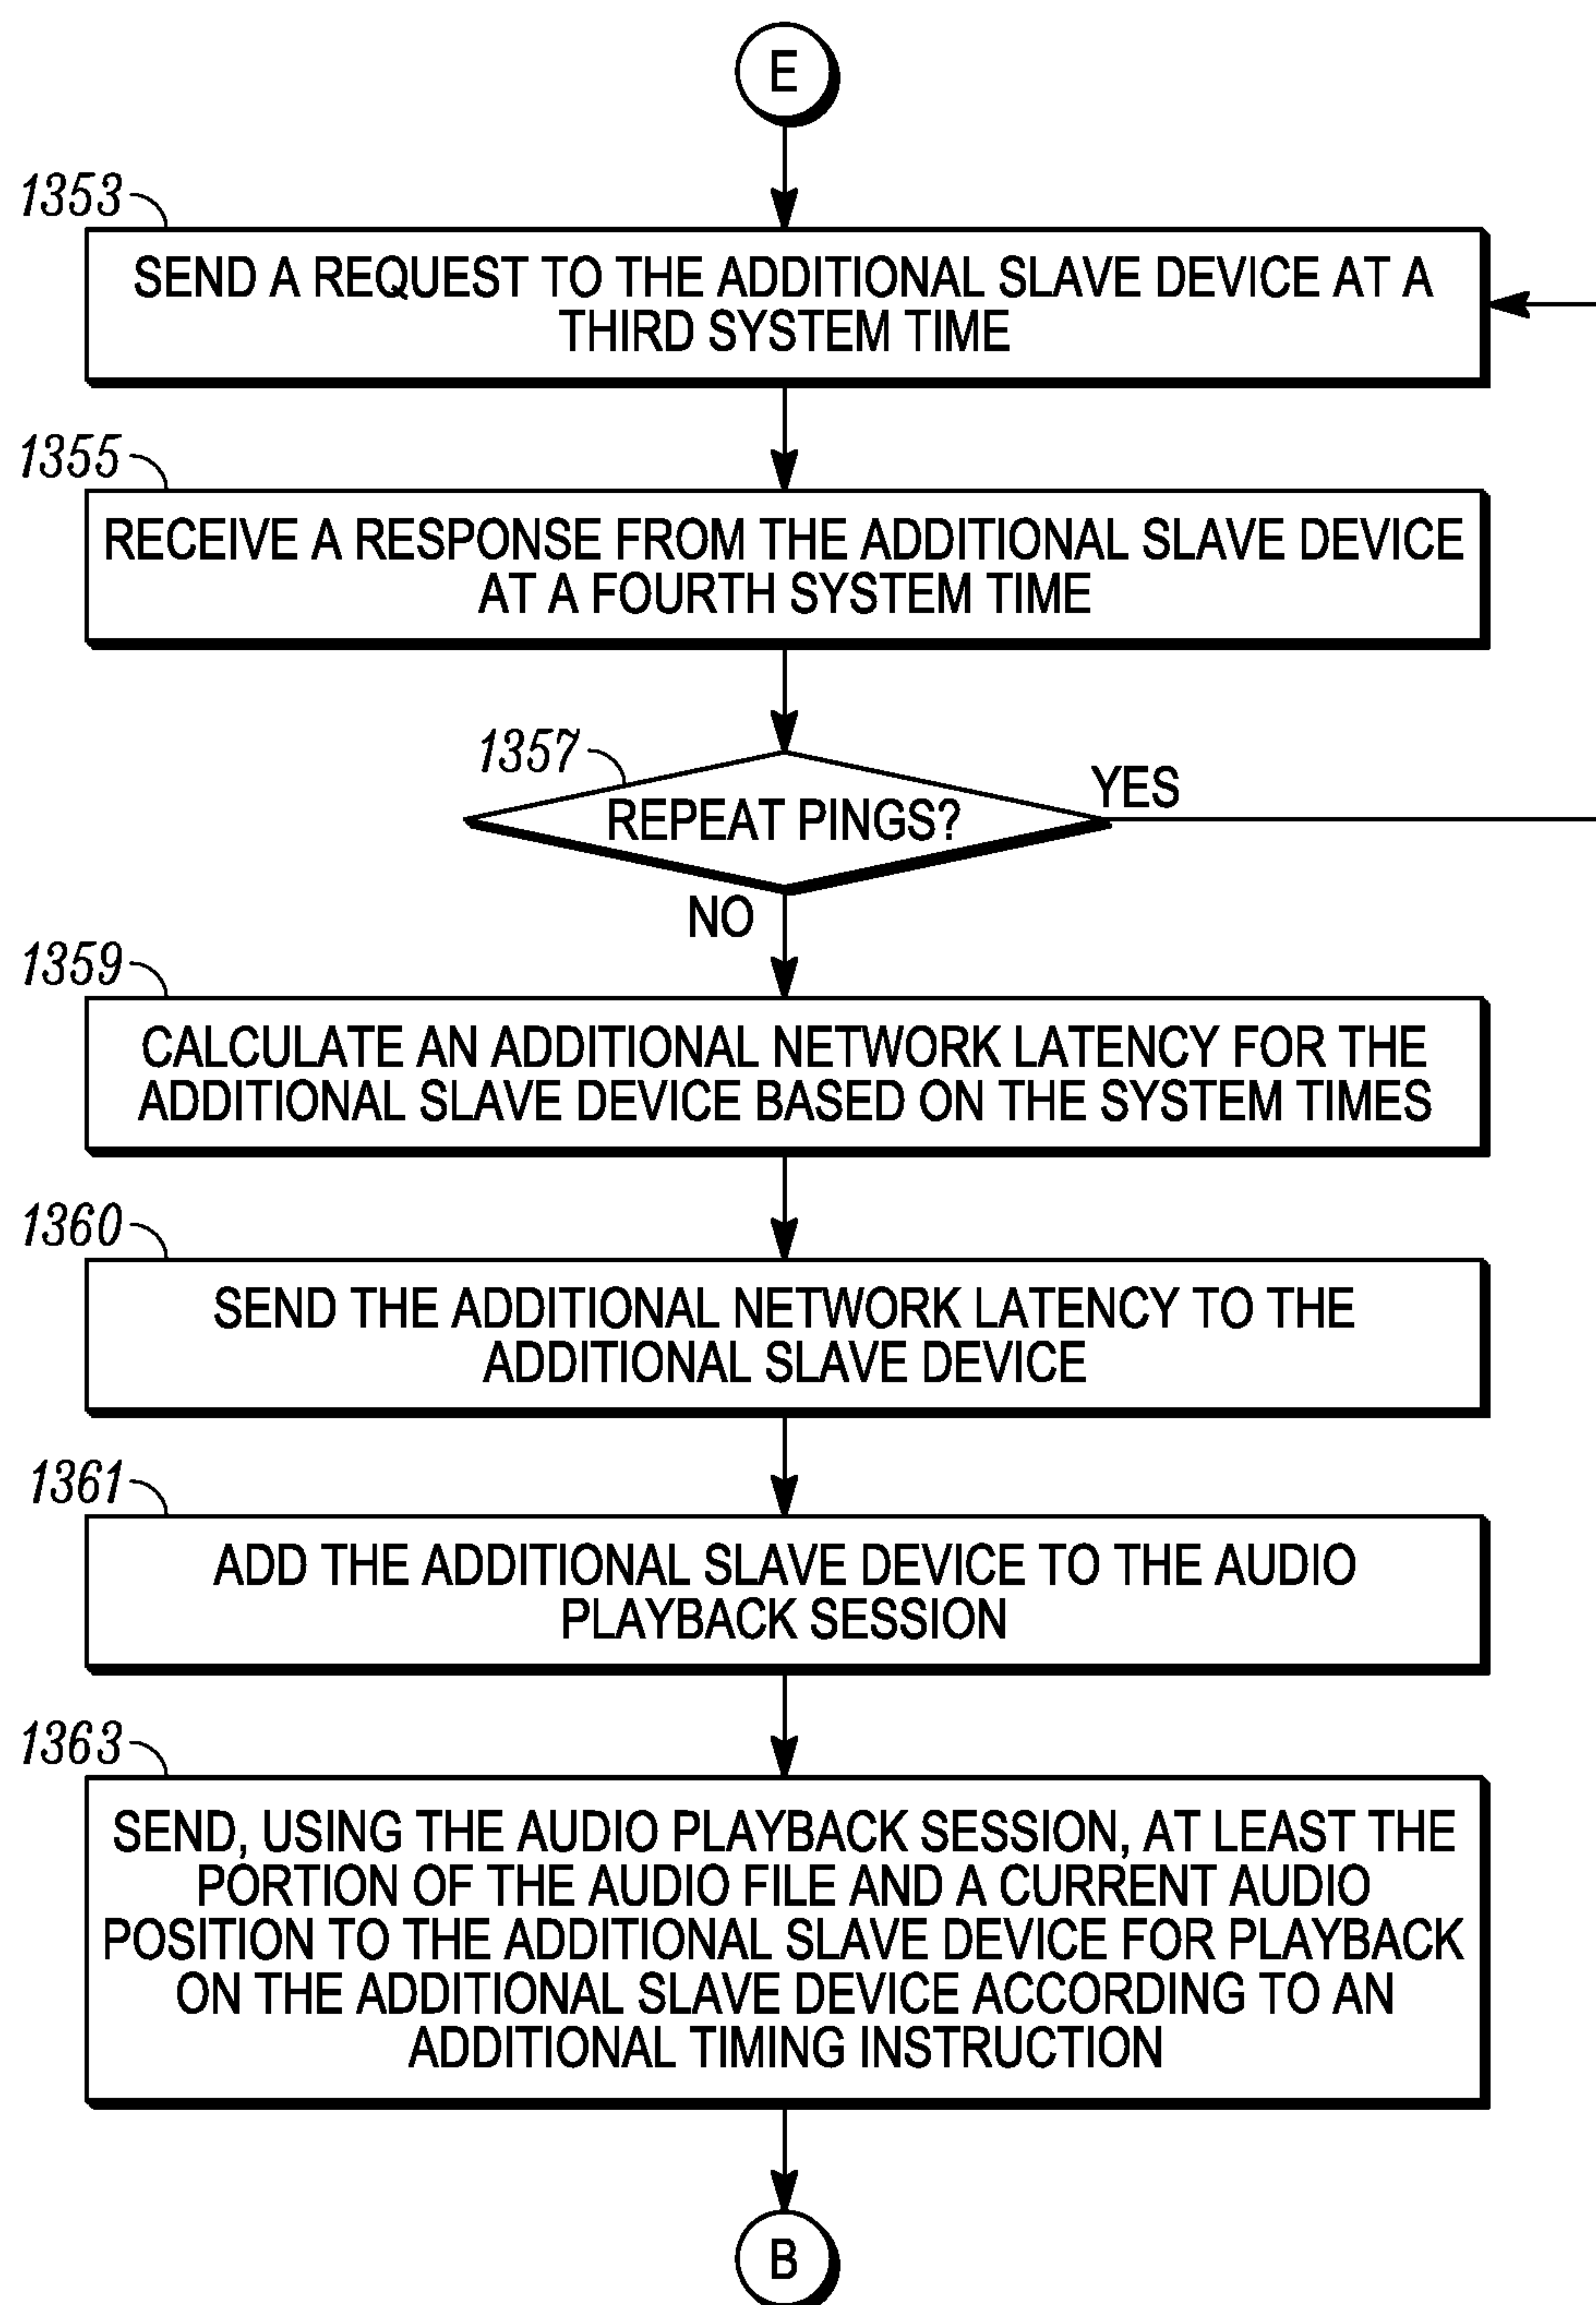 E
1353
SEND A REQUEST TO THE ADDITIONAL SLAVE DEVICE AT A
THIRD SYSTEM TIME
1355
RECEIVE A RESPONSE FROM THE ADDITIONAL SLAVE DEVICE
AT A FOURTH SYSTEM TIME
1357
REPEAT PINGS?
YES
NO
1359
CALCULATE AN ADDITIONAL NETWORK LATENCY FOR THE
ADDITIONAL SLAVE DEVICE BASED ON THE SYSTEM TIMES
1360
SEND THE ADDITIONAL NETWORK LATENCY TO THE
ADDITIONAL SLAVE DEVICE
1361
ADD THE ADDITIONAL SLAVE DEVICE TO THE AUDIO
PLAYBACK SESSION
1363
SEND, USING THE AUDIO PLAYBACK SESSION, AT LEAST THE
PORTION OF THE AUDIO FILE AND A CURRENT AUDIO
POSITION TO THE ADDITIONAL SLAVE DEVICE FOR PLAYBACK
ON THE ADDITIONAL SLAVE DEVICE ACCORDING TO AN
ADDITIONAL TIMING INSTRUCTION
B